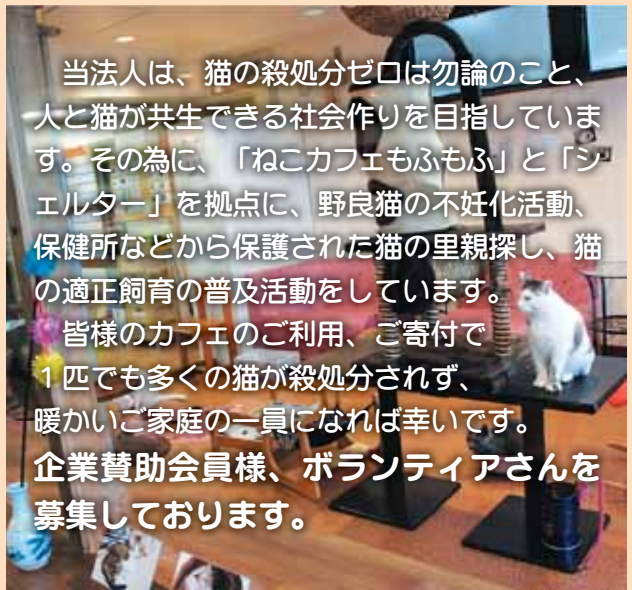 当法人は、猫の殺処分ゼロは勿論のこと、
人と猫が共生できる社会作りを目指していま
す。その為に、「ねこカフェもふもふ」と「シ
ェルター」を拠点に、野良猫の不妊化活動、
保健所などから保護された猫の里親探し、猫
の適正飼育の普及活動をしています。
　皆様のカフェのご利用、ご寄付で
１匹でも多くの猫が殺処分されず、
暖かいご家庭の一員になれば幸いです。
企業賛助会員様、ボランティアさんを
募集しております。